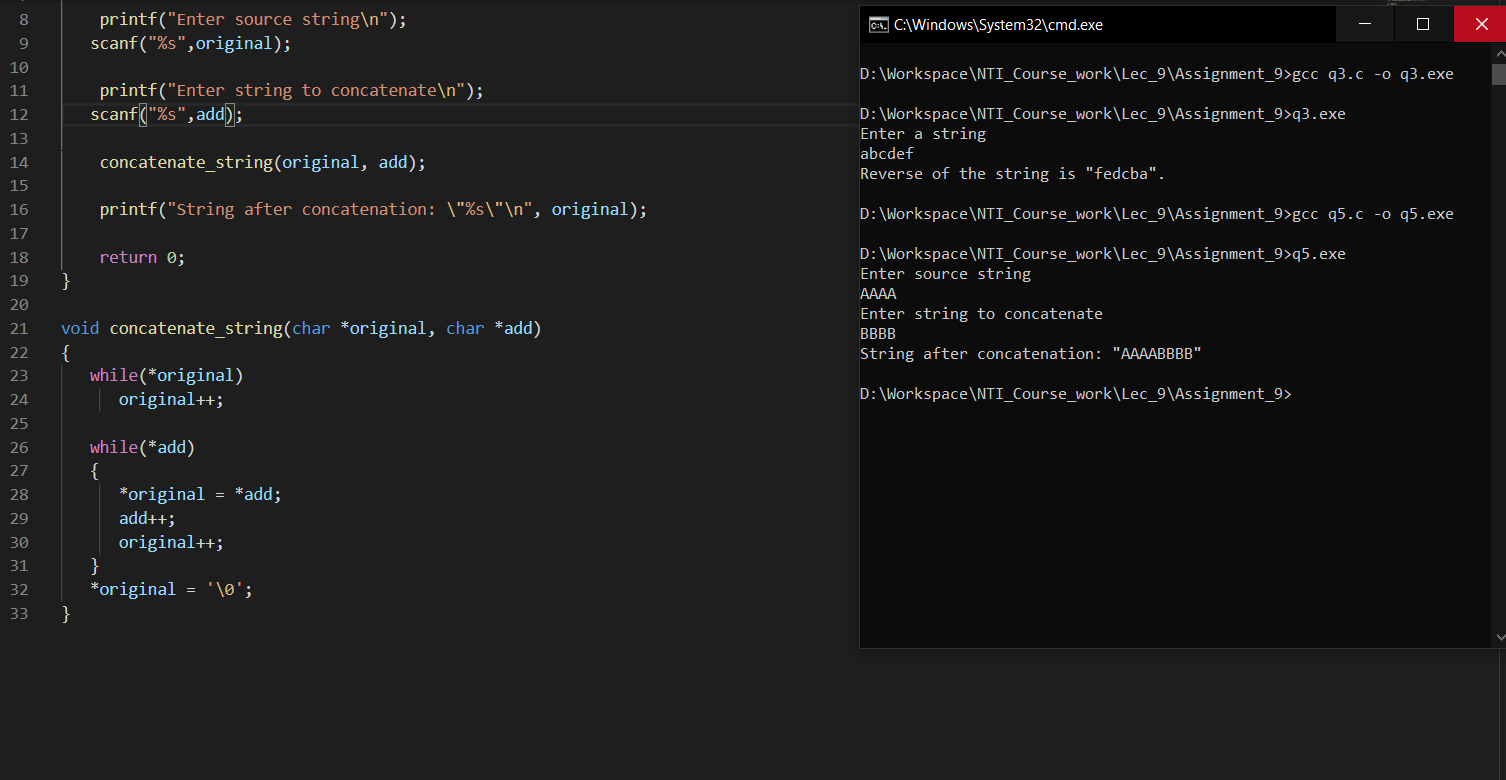 8 printf("Enter source string\n");
9 scanf("%s",original);
10
11 printf("Enter string to concatenate\n");
12 scanf("%s",add);
13
14 concatenate_string(original, add);
15
16 printf("String after concatenation: \"%s\"\n", original);
17
18 return 0;
19 }
20
21 void concatenate_string(char *original, char *add)
22 {
23 while(*original)
24 original++;
25
26 while(*add)
27 {
28 *original = *add;
29 add++;
30 original++;
31 }
32 *original = '\0';
33 }
C:\Windows\System32\cmd.exe
D:\Workspace\NTI_Course_work\Lec_9\Assignment_9>gcc q3.c -o q3.exe
D:\Workspace\NTI_Course_work\Lec_9\Assignment_9>q3.exe
Enter a string
abcdef
Reverse of the string is "fedcba".
D:\Workspace\NTI_Course_work\Lec_9\Assignment_9>gcc q5.c -o q5.exe
D:\Workspace\NTI_Course_work\Lec_9\Assignment_9>q5.exe
Enter source string
AAAA
Enter string to concatenate
BBBB
String after concatenation: "AAAABBBB"
D:\Workspace\NTI_Course_work\Lec_9\Assignment_9>